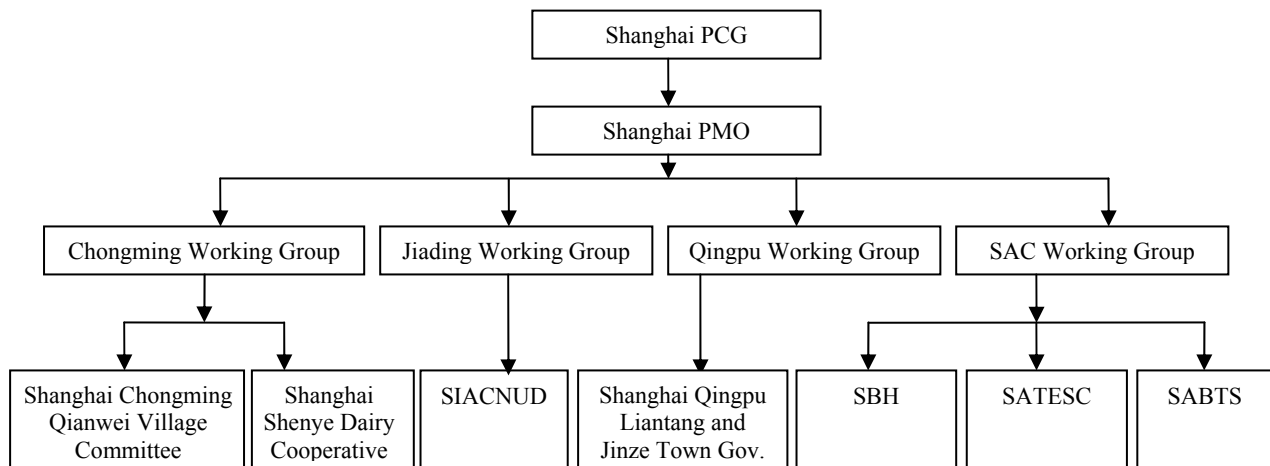 Shanghai PCG
Shanghai PMO
Chongming Working Group
Jiading Working Group
Qingpu Working Group
SAC Working Group
Shanghai Chongming
Qianwei Village
Committee
Shanghai
Shenye Dairy
Cooperative
SIACNUD
Shanghai Qingpu
Liantang and
Jinze Town Gov.
SBH
SATESC
SABTS